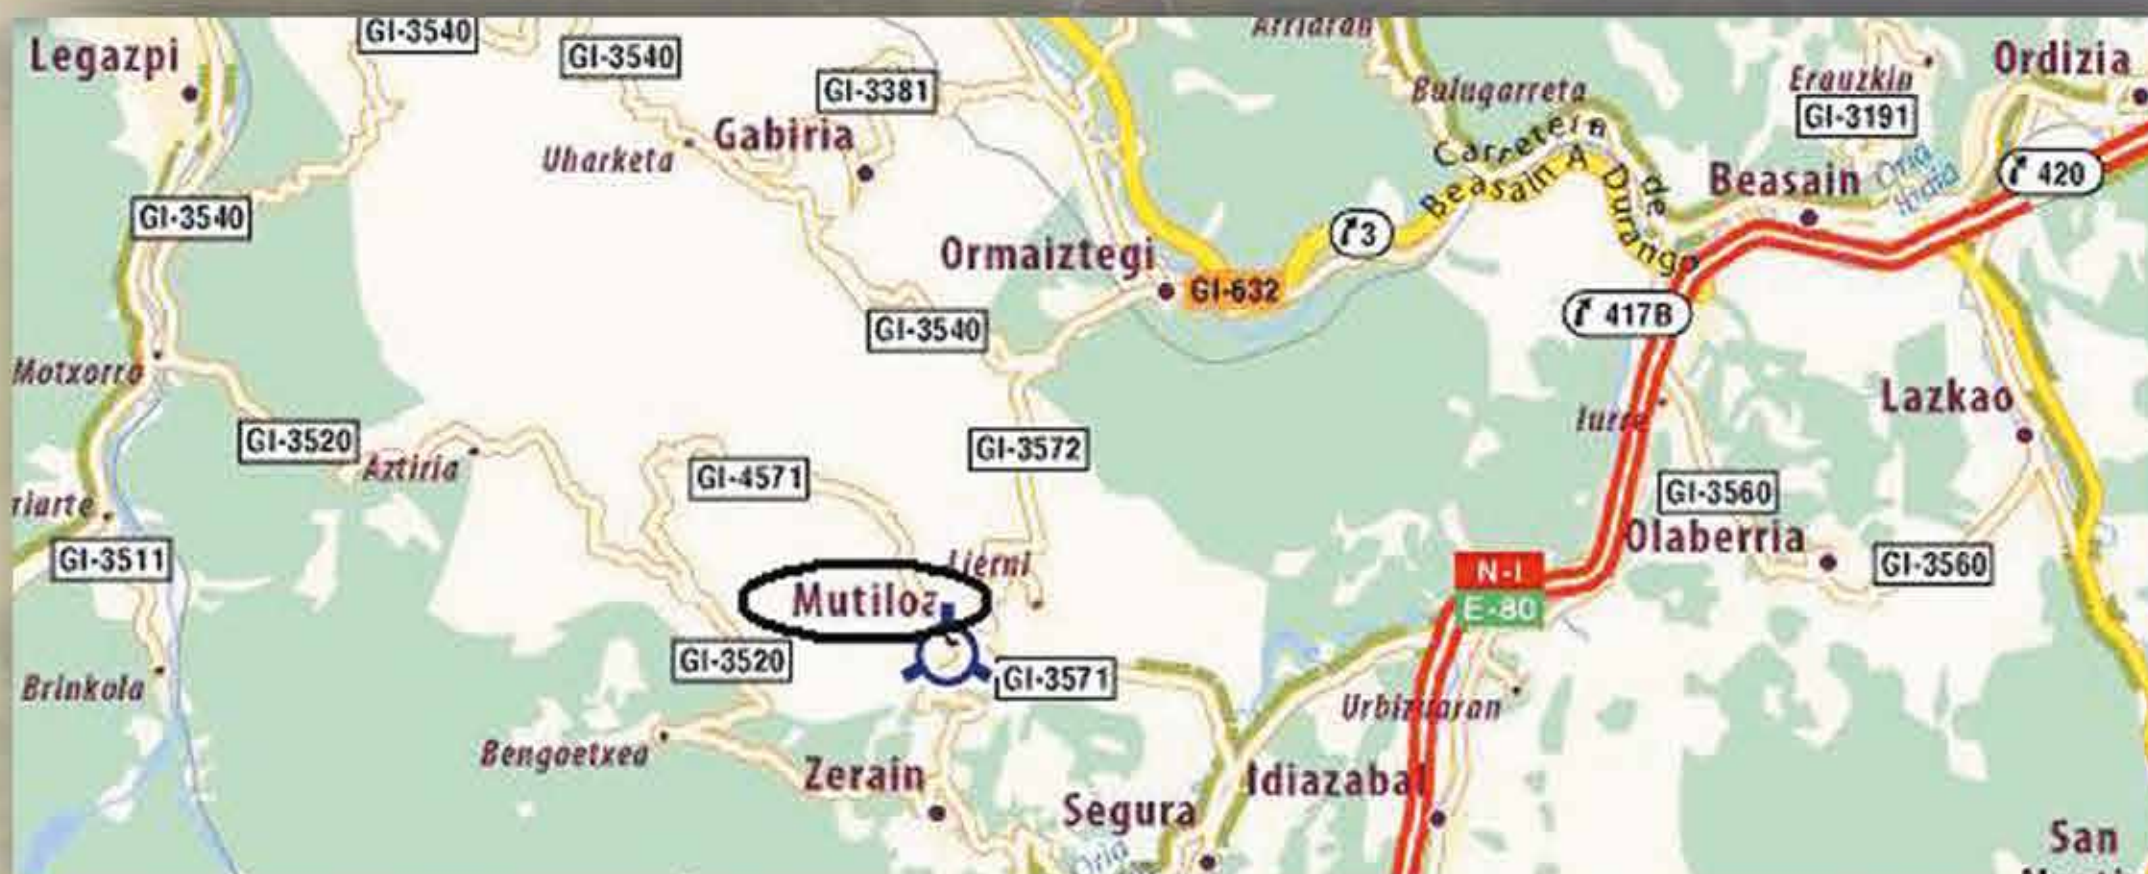 Legazpi
GI-3540
GI-3540
GI-3381
Gabiria
Uharketa
GI-3540
Ormaiztegi
GI-632
3
Carretera de
Beasain A Durango
Erauzkin
GI-3191
Ordizia
Beasain
Oria
420
417B
GI-3540
Motxorro
GI-3520
Aztiria
GI-4571
GI-3572
Iurre
Lazkao
GI-3560
Olaberria
GI-3560
riarte
GI-3511
Lierni
Mutiloa
N-I
E-80
GI-3520
GI-3571
Brinkola
Bengoetxea
Zerain
Segura
Oria
Idiazabal
San